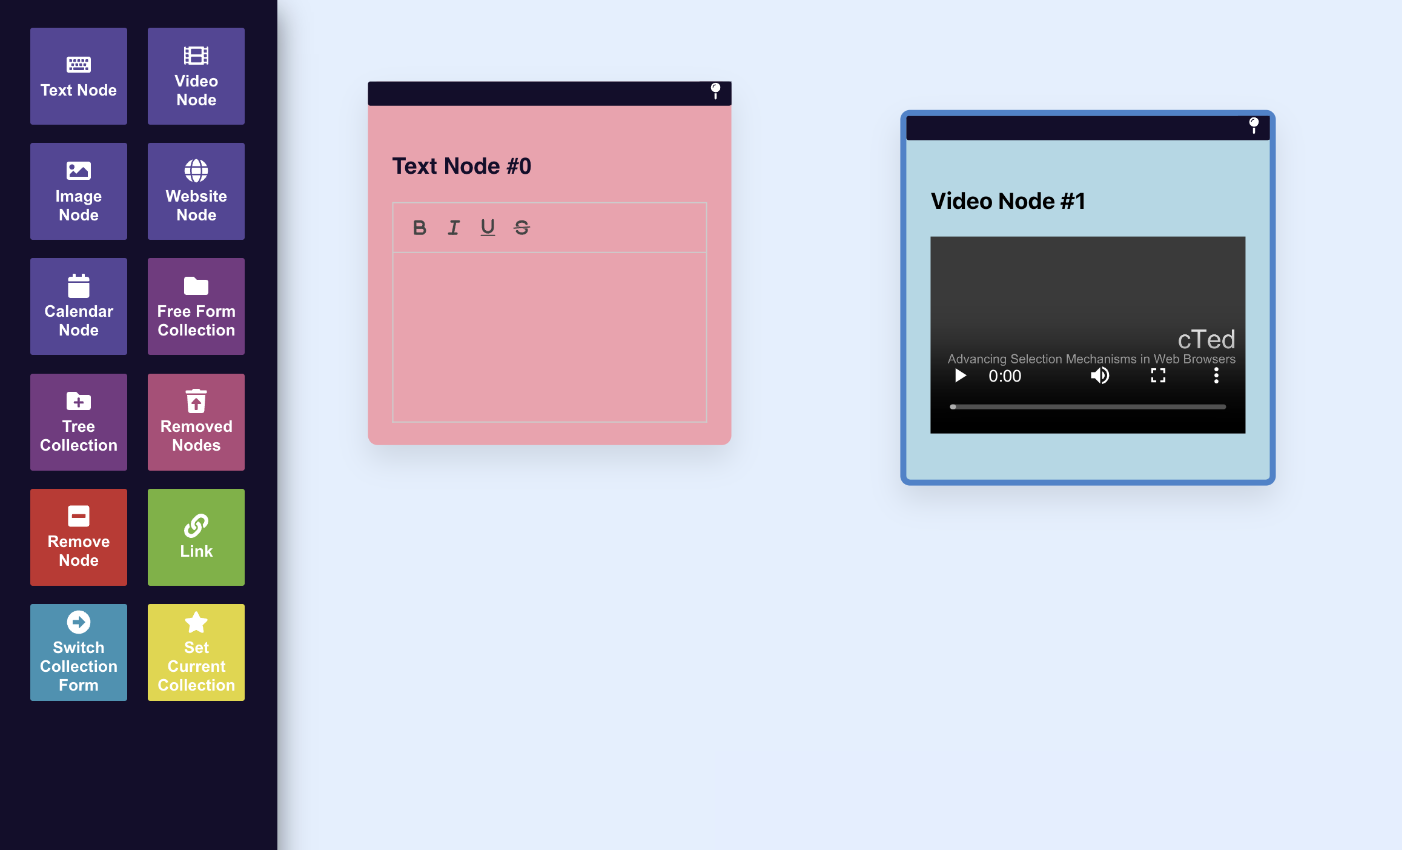 Text Node
Video
Node
Image
Node
Website
Node
Calendar
Node
Free Form
Collection
Tree
Collection
Removed
Nodes
Remove
Node
Link
Switch
Collection
Form
Set
Current
Collection
Text Node #0
B I U S
Video Node #1
cTed
Advancing Selection Mechanisms in Web Browsers
0:00